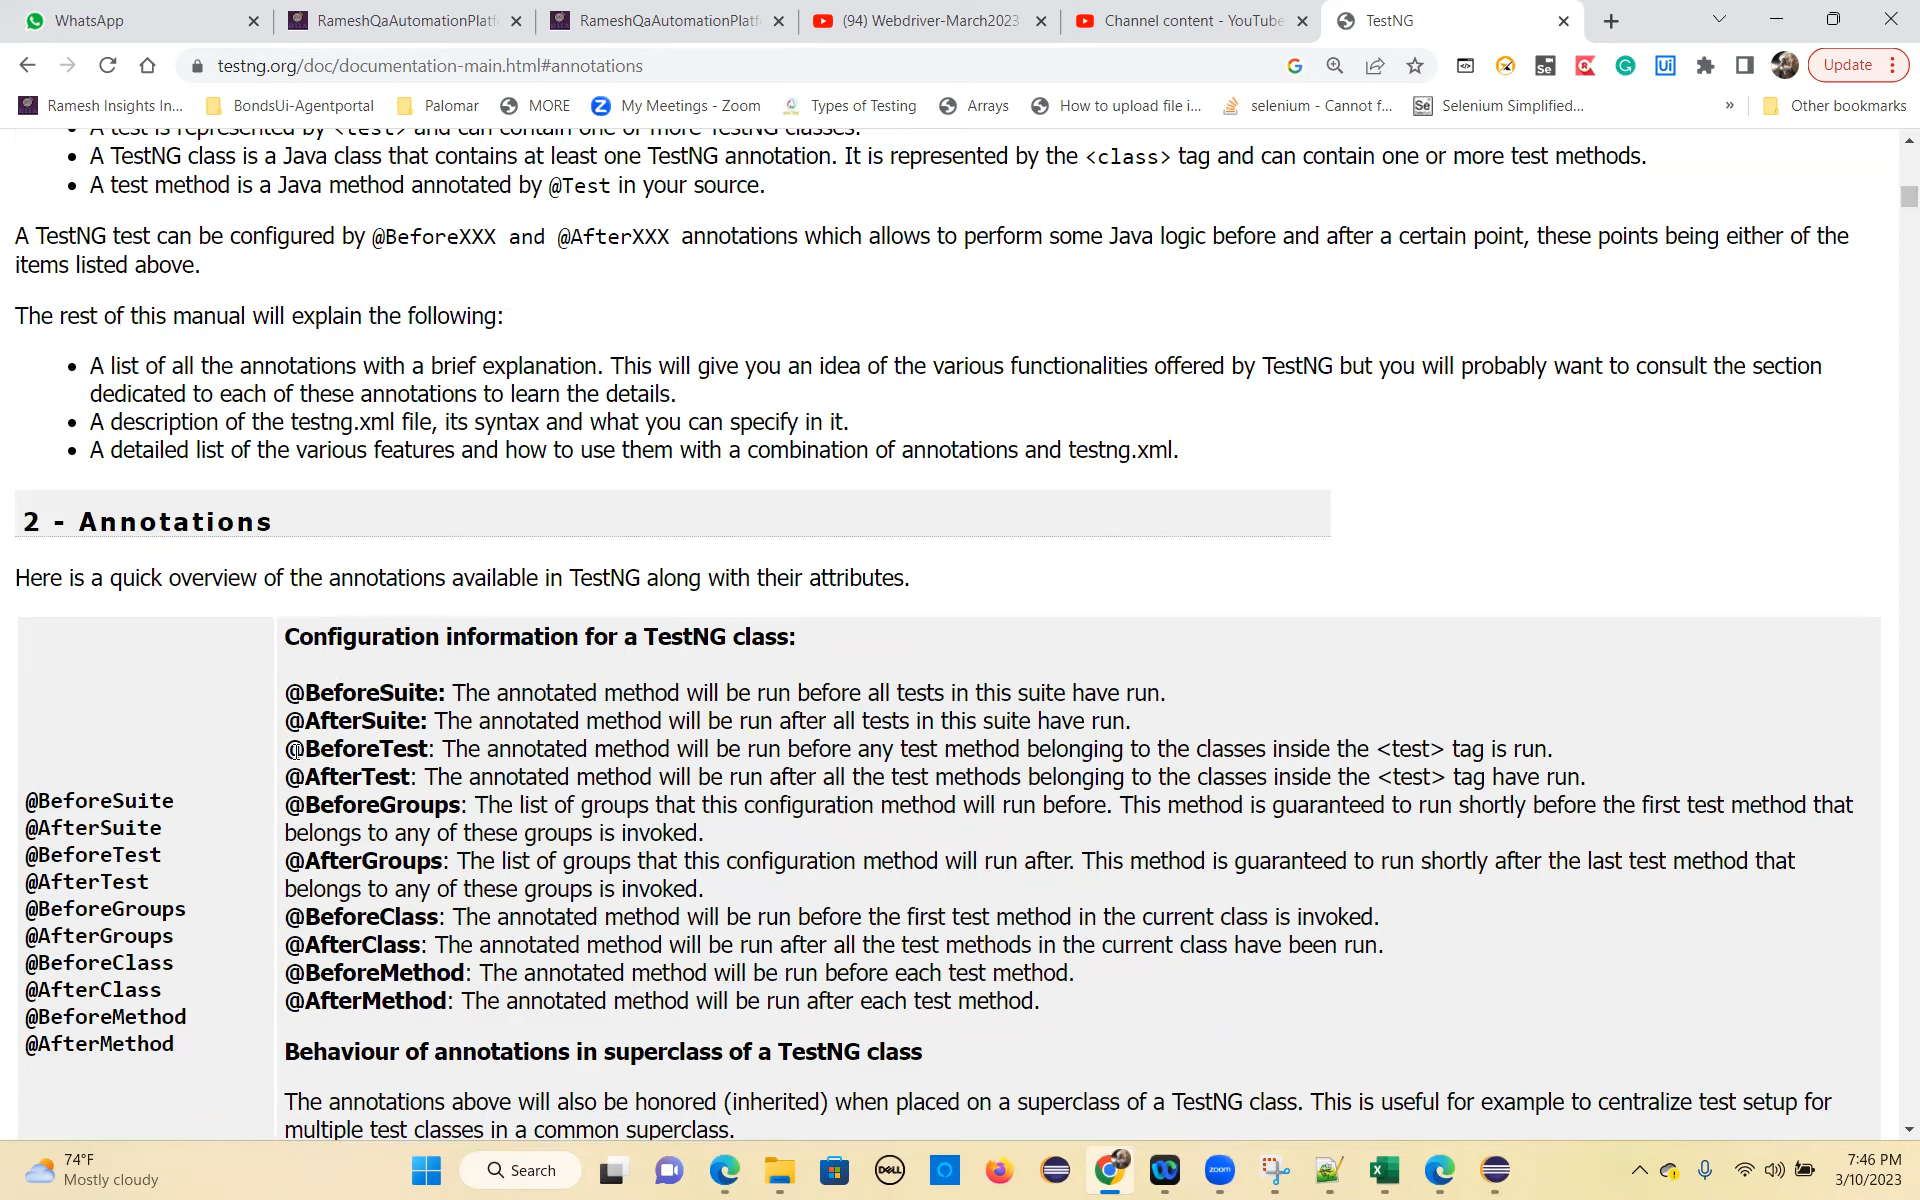 WhatsApp
RameshQaAutomationPlatf
RameshQaAutomationPlatf
(94) Webdriver-March2023
Channel content - YouTube
TestNG
testng.org/doc/documentation-main.html#annotations
Update
Ramesh Insights In...
BondsUi-Agentportal
Palomar
MORE
My Meetings - Zoom
Types of Testing
Arrays
How to upload file i...
selenium - Cannot f...
Selenium Simplified...
»
Other bookmarks
• A test is represented by <test> and can contain one or more TestNG classes.
• A TestNG class is a Java class that contains at least one TestNG annotation. It is represented by the <class> tag and can contain one or more test methods.
• A test method is a Java method annotated by @Test in your source.
A TestNG test can be configured by @BeforeXXX and @AfterXXX annotations which allows to perform some Java logic before and after a certain point, these points being either of the
items listed above.
The rest of this manual will explain the following:
• A list of all the annotations with a brief explanation. This will give you an idea of the various functionalities offered by TestNG but you will probably want to consult the section
dedicated to each of these annotations to learn the details.
• A description of the testng.xml file, its syntax and what you can specify in it.
• A detailed list of the various features and how to use them with a combination of annotations and testng.xml.
2 - Annotations
Here is a quick overview of the annotations available in TestNG along with their attributes.
@BeforeSuite
@AfterSuite
@BeforeTest
@AfterTest
@BeforeGroups
@AfterGroups
@BeforeClass
@AfterClass
@BeforeMethod
@AfterMethod
Configuration information for a TestNG class:
@BeforeSuite: The annotated method will be run before all tests in this suite have run.
@AfterSuite: The annotated method will be run after all tests in this suite have run.
@BeforeTest: The annotated method will be run before any test method belonging to the classes inside the <test> tag is run.
@AfterTest: The annotated method will be run after all the test methods belonging to the classes inside the <test> tag have run.
@BeforeGroups: The list of groups that this configuration method will run before. This method is guaranteed to run shortly before the first test method that
belongs to any of these groups is invoked.
@AfterGroups: The list of groups that this configuration method will run after. This method is guaranteed to run shortly after the last test method that
belongs to any of these groups is invoked.
@BeforeClass: The annotated method will be run before the first test method in the current class is invoked.
@AfterClass: The annotated method will be run after all the test methods in the current class have been run.
@BeforeMethod: The annotated method will be run before each test method.
@AfterMethod: The annotated method will be run after each test method.
Behaviour of annotations in superclass of a TestNG class
The annotations above will also be honored (inherited) when placed on a superclass of a TestNG class. This is useful for example to centralize test setup for
multiple test classes in a common superclass.
74°F
Mostly cloudy
Search
DELL
zoom
7:46 PM
3/10/2023